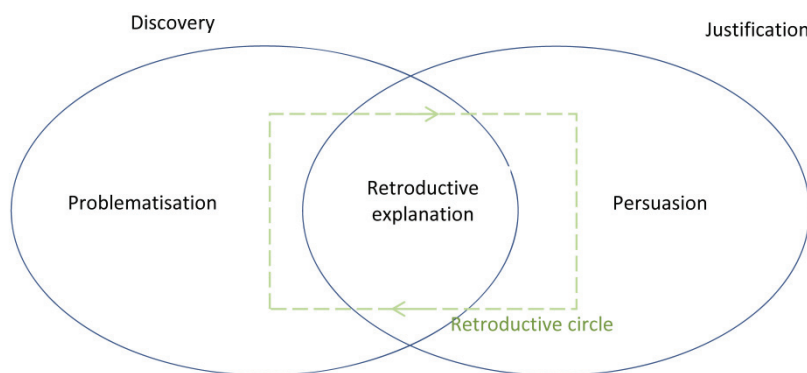 Discovery
Justification
Problematisation
Retroductive
explanation
Persuasion
Retroductive circle